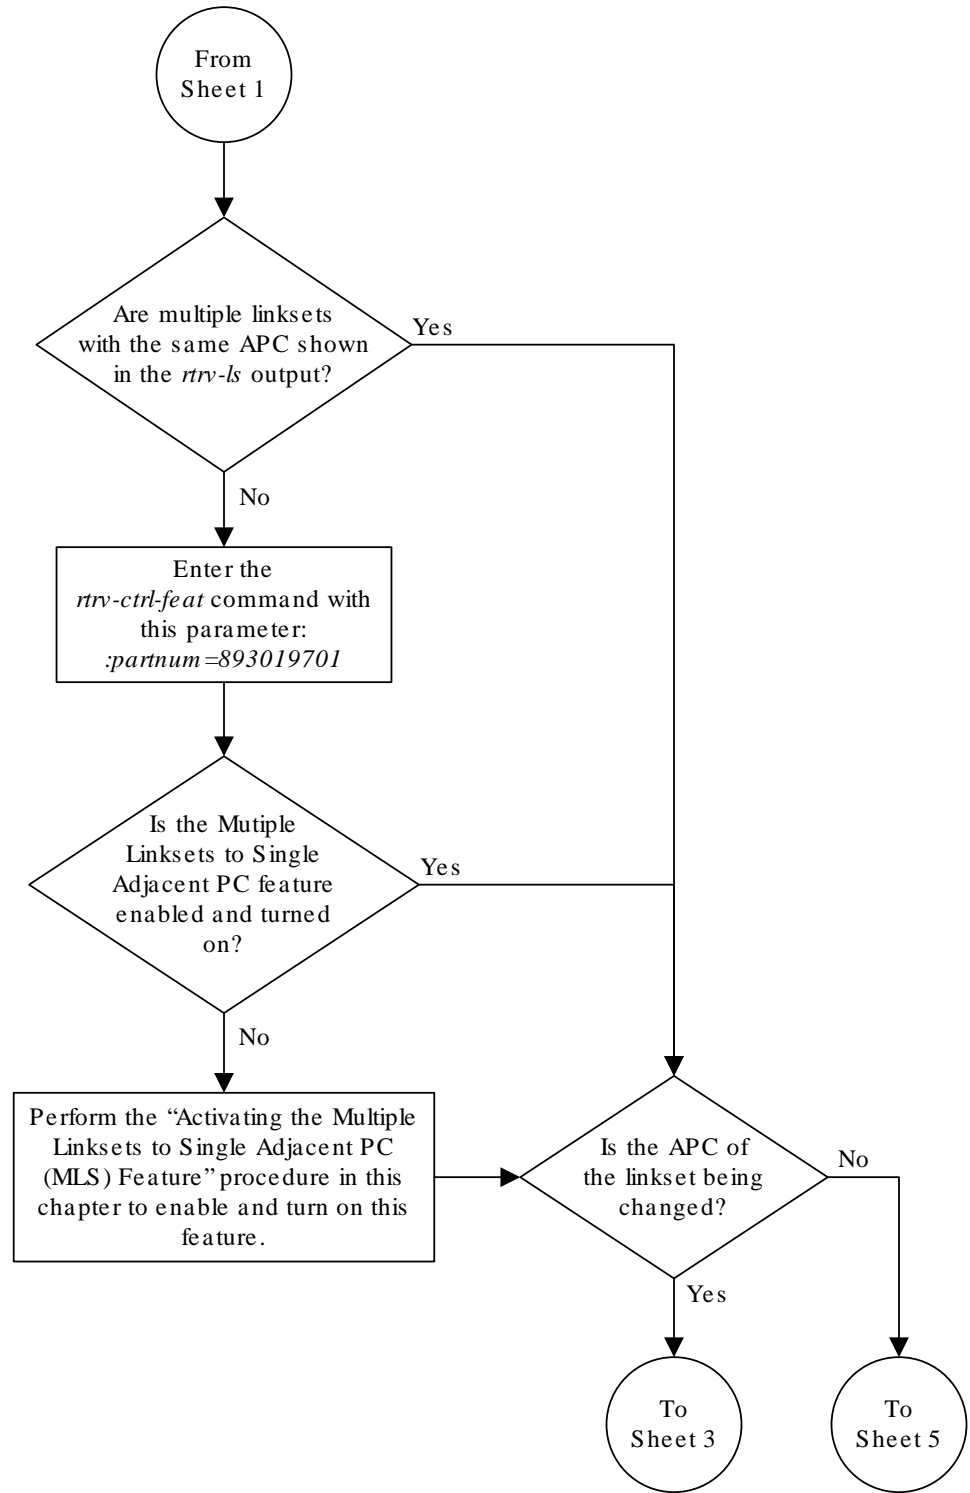 From
Sheet 1
Are multiple linksets
with the same APC shown
in the rtrv-ls output?
Yes
No
Enter the
rtrv-ctrl-feat command with
this parameter:
:partnum=893019701
Is the Mutiple
Linksets to Single
Adjacent PC feature
enabled and turned
on?
Yes
No
Perform the “Activating the Multiple
Linksets to Single Adjacent PC
(MLS) Feature” procedure in this
chapter to enable and turn on this
feature.
Is the APC of
the linkset being
changed?
No
Yes
To
Sheet 3
To
Sheet 5